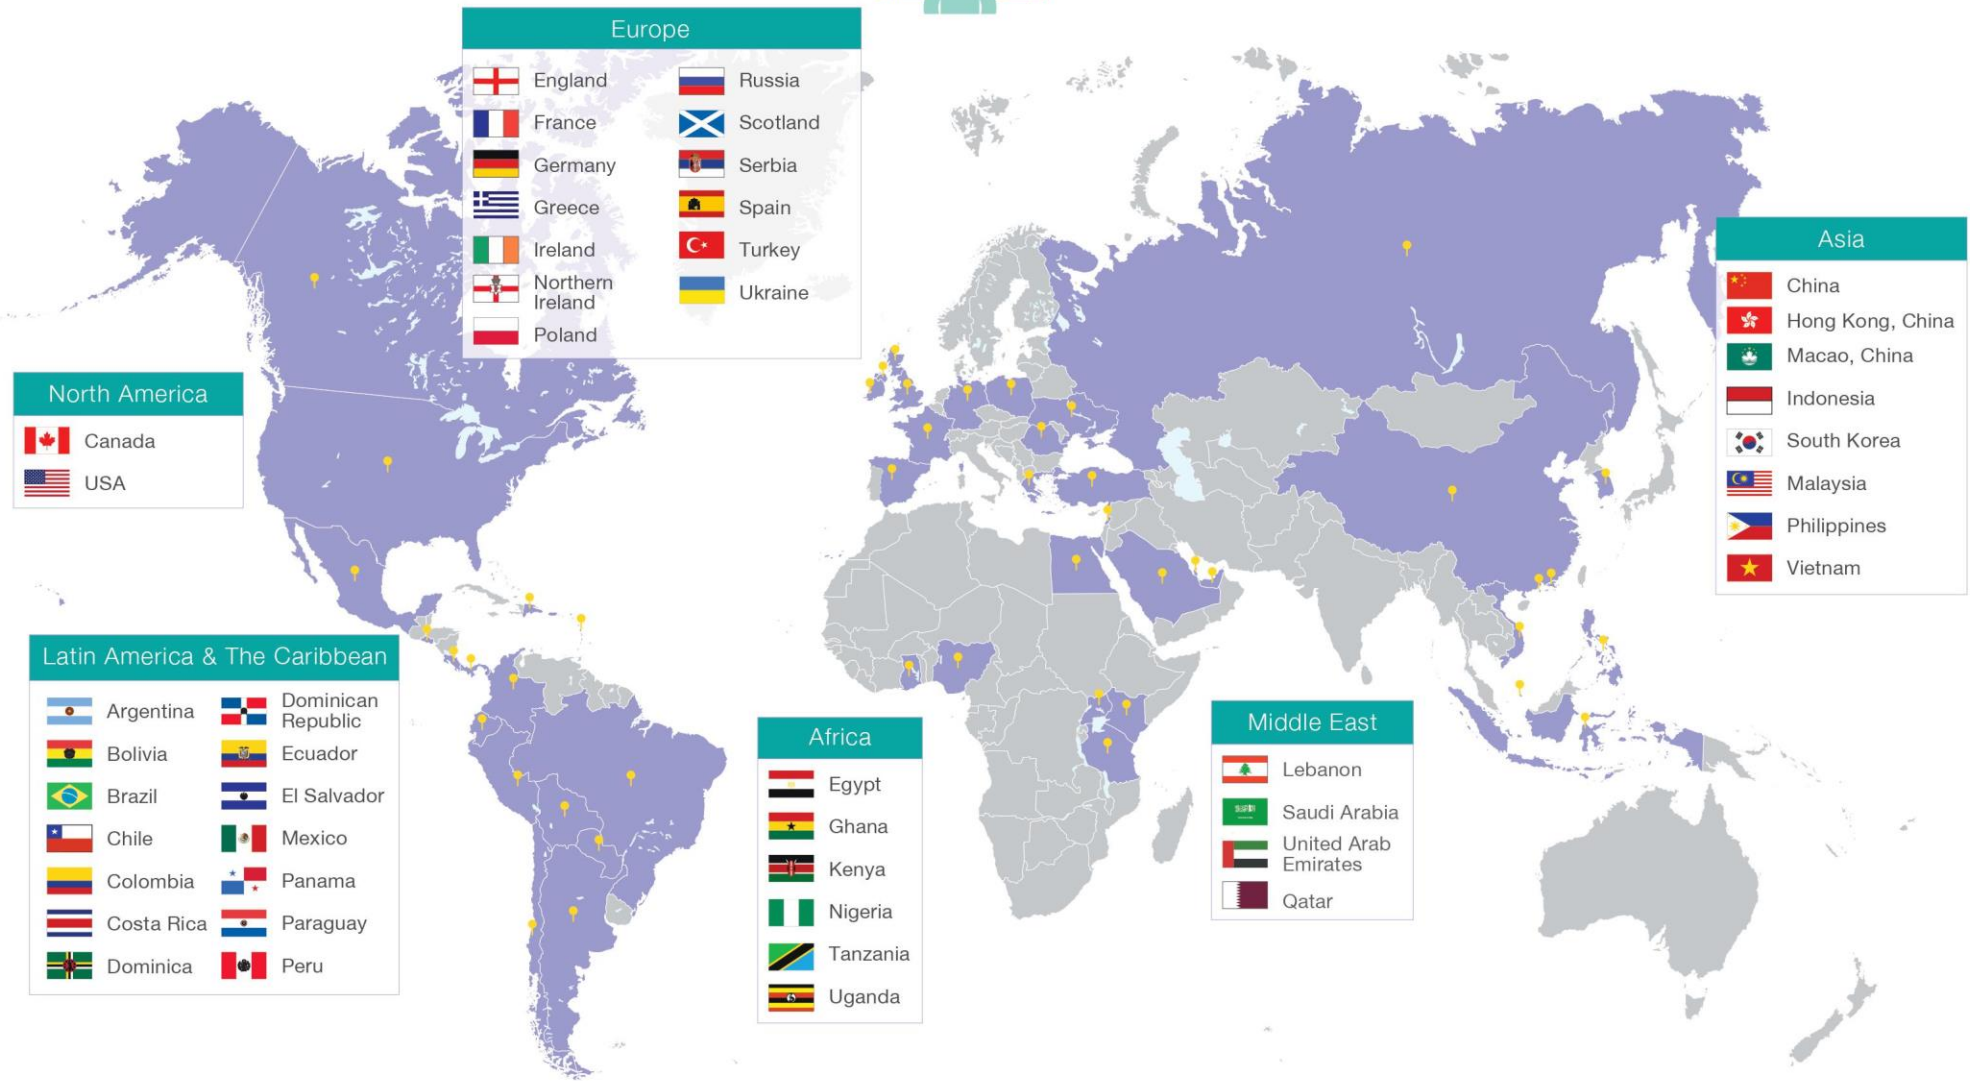 Europe
England
France
Germany
Greece
Ireland
Northern
Ireland
Poland
Russia
Scotland
Serbia
Spain
Turkey
Ukraine
Asia
China
Hong Kong, China
Macao, China
Indonesia
South Korea
Malaysia
Philippines
Vietnam
North America
Canada
USA
Latin America & The Caribbean
Argentina
Bolivia
Brazil
Chile
Colombia
Costa Rica
Dominica
Dominican
Republic
Ecuador
El Salvador
Mexico
Panama
Paraguay
Peru
Africa
Egypt
Ghana
Kenya
Nigeria
Tanzania
Uganda
Middle East
Lebanon
Saudi Arabia
United Arab
Emirates
Qatar